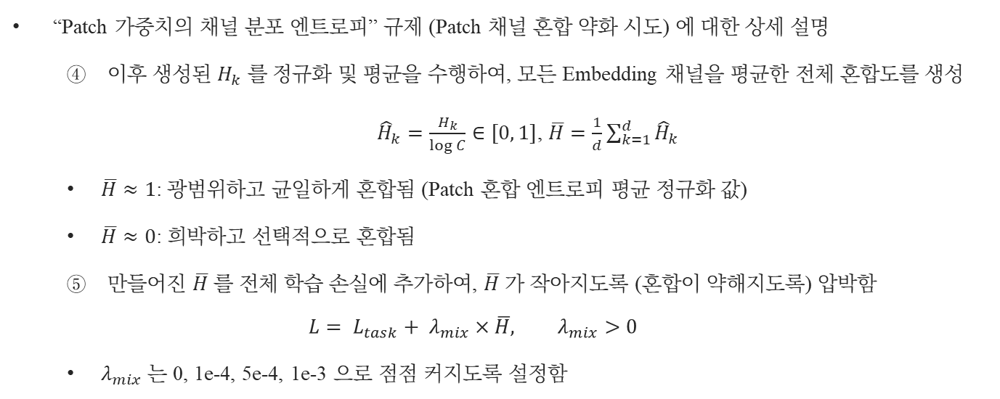 • “Patch 가중치의 채널 분포 엔트로피” 규제 (Patch 채널 혼합 약화 시도) 에 대한 상세 설명
④ 이후 생성된 $H_k$ 를 정규화 및 평균을 수행하여, 모든 Embedding 채널을 평균한 전체 혼합도를 생성
$\hat{H}_k = \frac{H_k}{\log C} \in [0, 1], \bar{H} = \frac{1}{d} \sum_{k=1}^{d} \hat{H}_k$
• $\bar{H} \approx 1$: 광범위하고 균일하게 혼합됨 (Patch 혼합 엔트로피 평균 정규화 값)
• $\bar{H} \approx 0$: 희박하고 선택적으로 혼합됨
⑤ 만들어진 $\bar{H}$ 를 전체 학습 손실에 추가하여, $\bar{H}$ 가 작아지도록 (혼합이 약해지도록) 압박함
$L = L_{task} + \lambda_{mix} \times \bar{H}, \quad \lambda_{mix} > 0$
• $\lambda_{mix}$ 는 0, 1e-4, 5e-4, 1e-3 으로 점점 커지도록 설정함